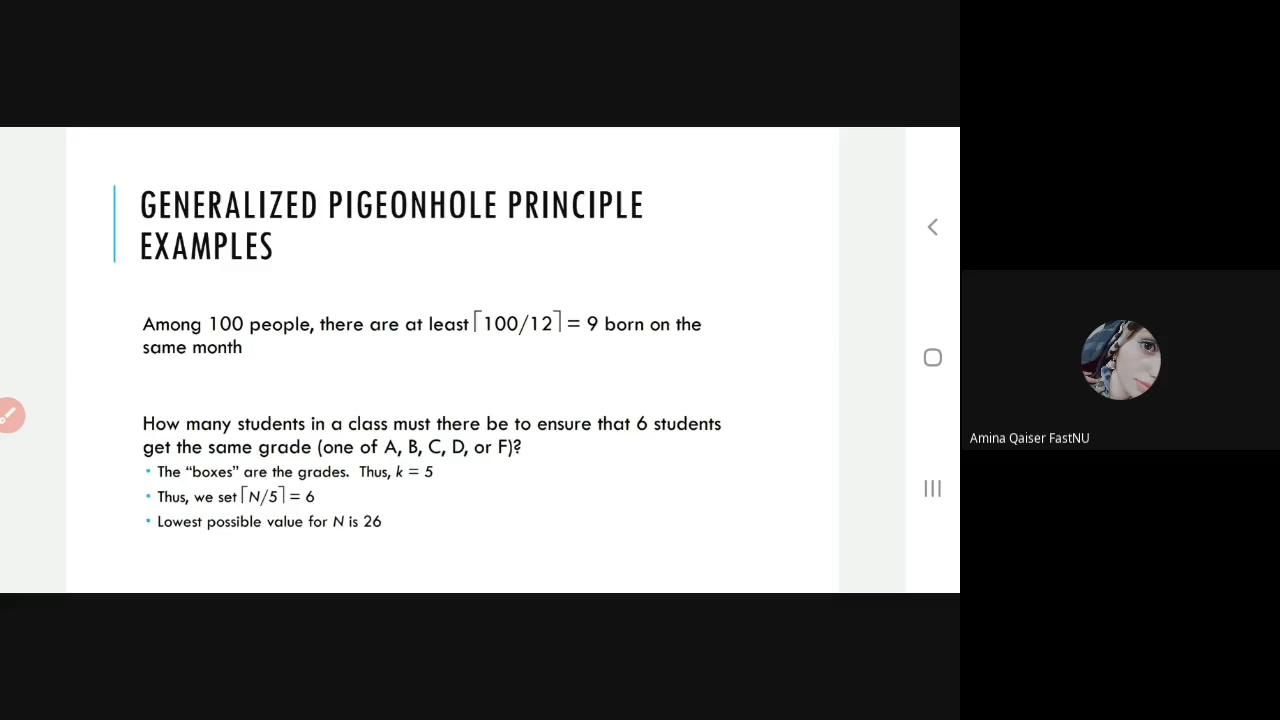 GENERALIZED PIGEONHOLE PRINCIPLE
EXAMPLES
Among 100 people, there are at least ⌈100/12⌉ = 9 born on the
same month
How many students in a class must there be to ensure that 6 students
get the same grade (one of A, B, C, D, or F)?
▪ The “boxes” are the grades.  Thus, k = 5
▪ Thus, we set ⌈N/5⌉ = 6
▪ Lowest possible value for N is 26
Amina Qaiser FastNU